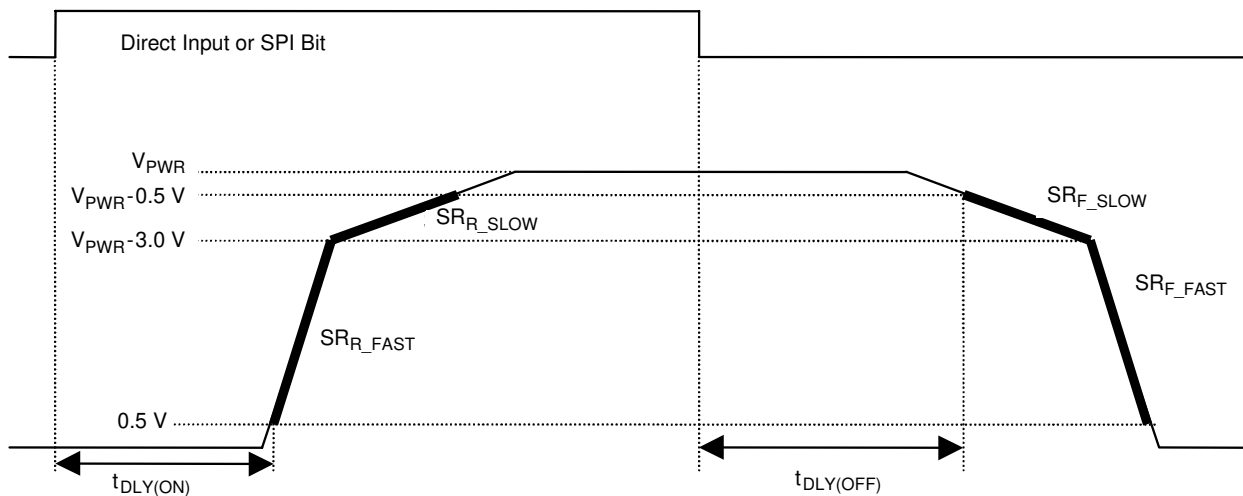 Direct Input or SPI Bit
VPWR
VPWR-0.5 V
SRR_SLOW
SRF_SLOW
VPWR-3.0 V
SRF_FAST
SRR_FAST
0.5 V
tDLY(ON)
tDLY(OFF)